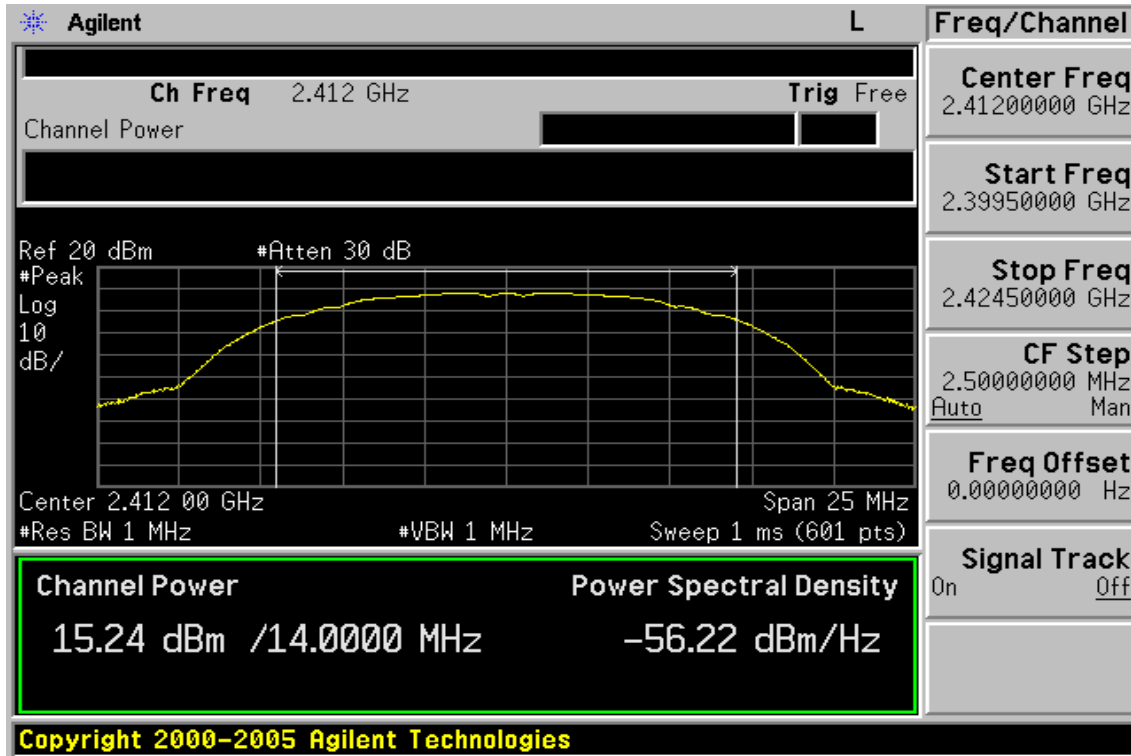 Agilent L
Ch Freq 2.412 GHz Trig Free
Channel Power
Ref 20 dBm #Atten 30 dB
#Peak
Log
10
dB/
Center 2.412 00 GHz Span 25 MHz
#Res BW 1 MHz #VBW 1 MHz Sweep 1 ms (601 pts)
Channel Power Power Spectral Density
15.24 dBm /14.0000 MHz -56.22 dBm/Hz
Copyright 2000-2005 Agilent Technologies
Freq/Channel
Center Freq
2.41200000 GHz
Start Freq
2.39950000 GHz
Stop Freq
2.42450000 GHz
CF Step
2.50000000 MHz
Auto Man
Freq Offset
0.00000000 Hz
Signal Track
On Off